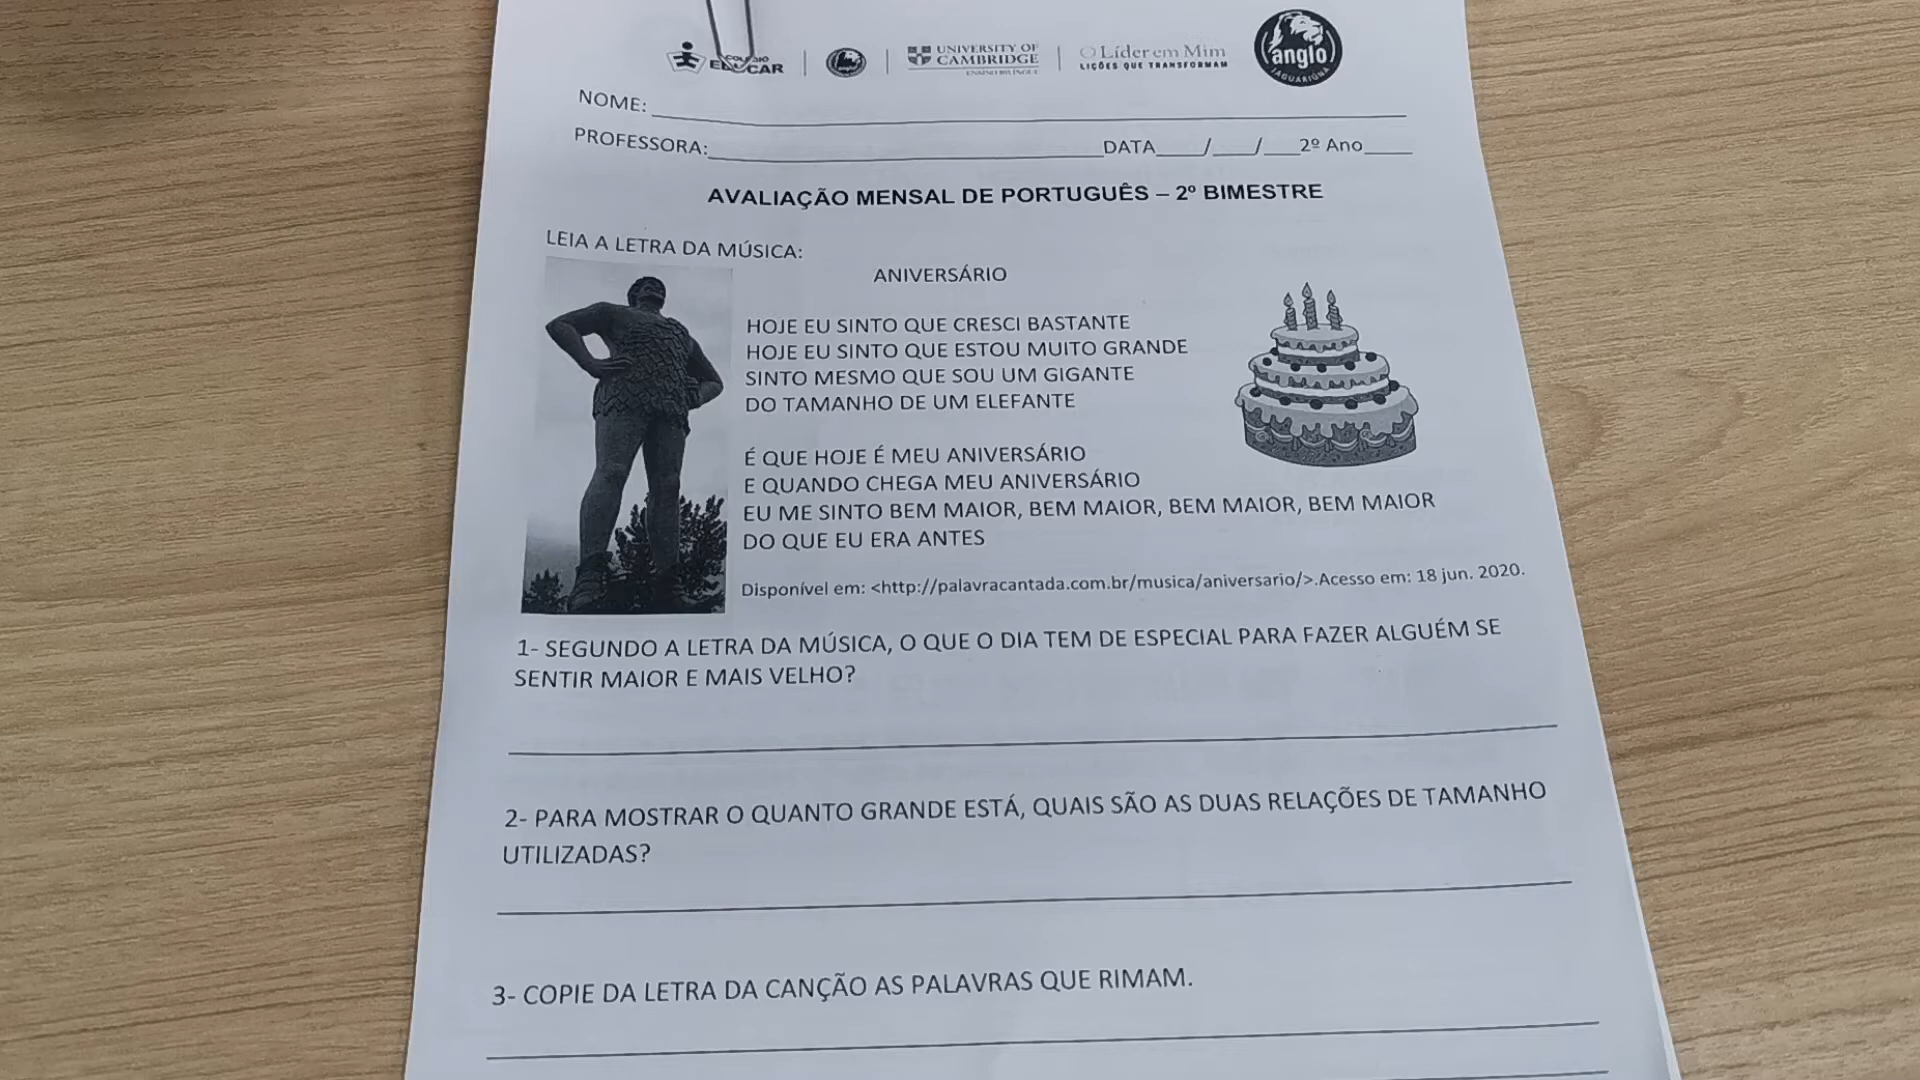 COLÉGIO EDUCAR | UNIVERSITY OF CAMBRIDGE | O Líder em Mim LIÇÕES QUE TRANSFORMAM anglo JAGUARIÚNA
NOME:
PROFESSORA: DATA / / 2º Ano
AVALIAÇÃO MENSAL DE PORTUGUÊS – 2º BIMESTRE
LEIA A LETRA DA MÚSICA:
ANIVERSÁRIO
HOJE EU SINTO QUE CRESCI BASTANTE
HOJE EU SINTO QUE ESTOU MUITO GRANDE
SINTO MESMO QUE SOU UM GIGANTE
DO TAMANHO DE UM ELEFANTE
É QUE HOJE É MEU ANIVERSÁRIO
E QUANDO CHEGA MEU ANIVERSÁRIO
EU ME SINTO BEM MAIOR, BEM MAIOR, BEM MAIOR, BEM MAIOR
DO QUE EU ERA ANTES
Disponível em: <http://palavracantada.com.br/musica/aniversario/>.Acesso em: 18 jun. 2020.
1- SEGUNDO A LETRA DA MÚSICA, O QUE O DIA TEM DE ESPECIAL PARA FAZER ALGUÉM SE
SENTIR MAIOR E MAIS VELHO?
2- PARA MOSTRAR O QUANTO GRANDE ESTÁ, QUAIS SÃO AS DUAS RELAÇÕES DE TAMANHO
UTILIZADAS?
3- COPIE DA LETRA DA CANÇÃO AS PALAVRAS QUE RIMAM.